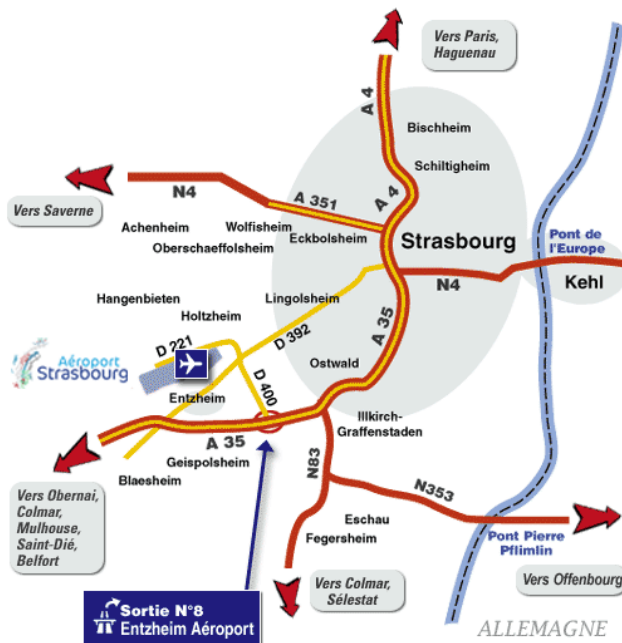 Vers Paris,
Haguenau
A 4
Bischheim
Schiltigheim
A 4
N4
A 351
Vers Saverne
Achenheim
Wolfisheim
Oberschaeffolsheim
Eckbolsheim
Strasbourg
Pont de
l'Europe
Kehl
N4
Hangenbieten
Holtzheim
Lingolsheim
A 35
D 221
D 392
Aéroport
Strasbourg
Ostwald
D 400
Entzheim
A 35
Illkirch-
Graffenstaden
Geispolsheim
Blaesheim
N83
N353
Vers Obernai,
Colmar,
Mulhouse,
Saint-Dié,
Belfort
Eschau
Fegersheim
Pont Pierre
Pflimlin
Vers Colmar,
Sélestat
Vers Offenbourg
Sortie N°8
Entzheim Aéroport
ALLEMAGNE